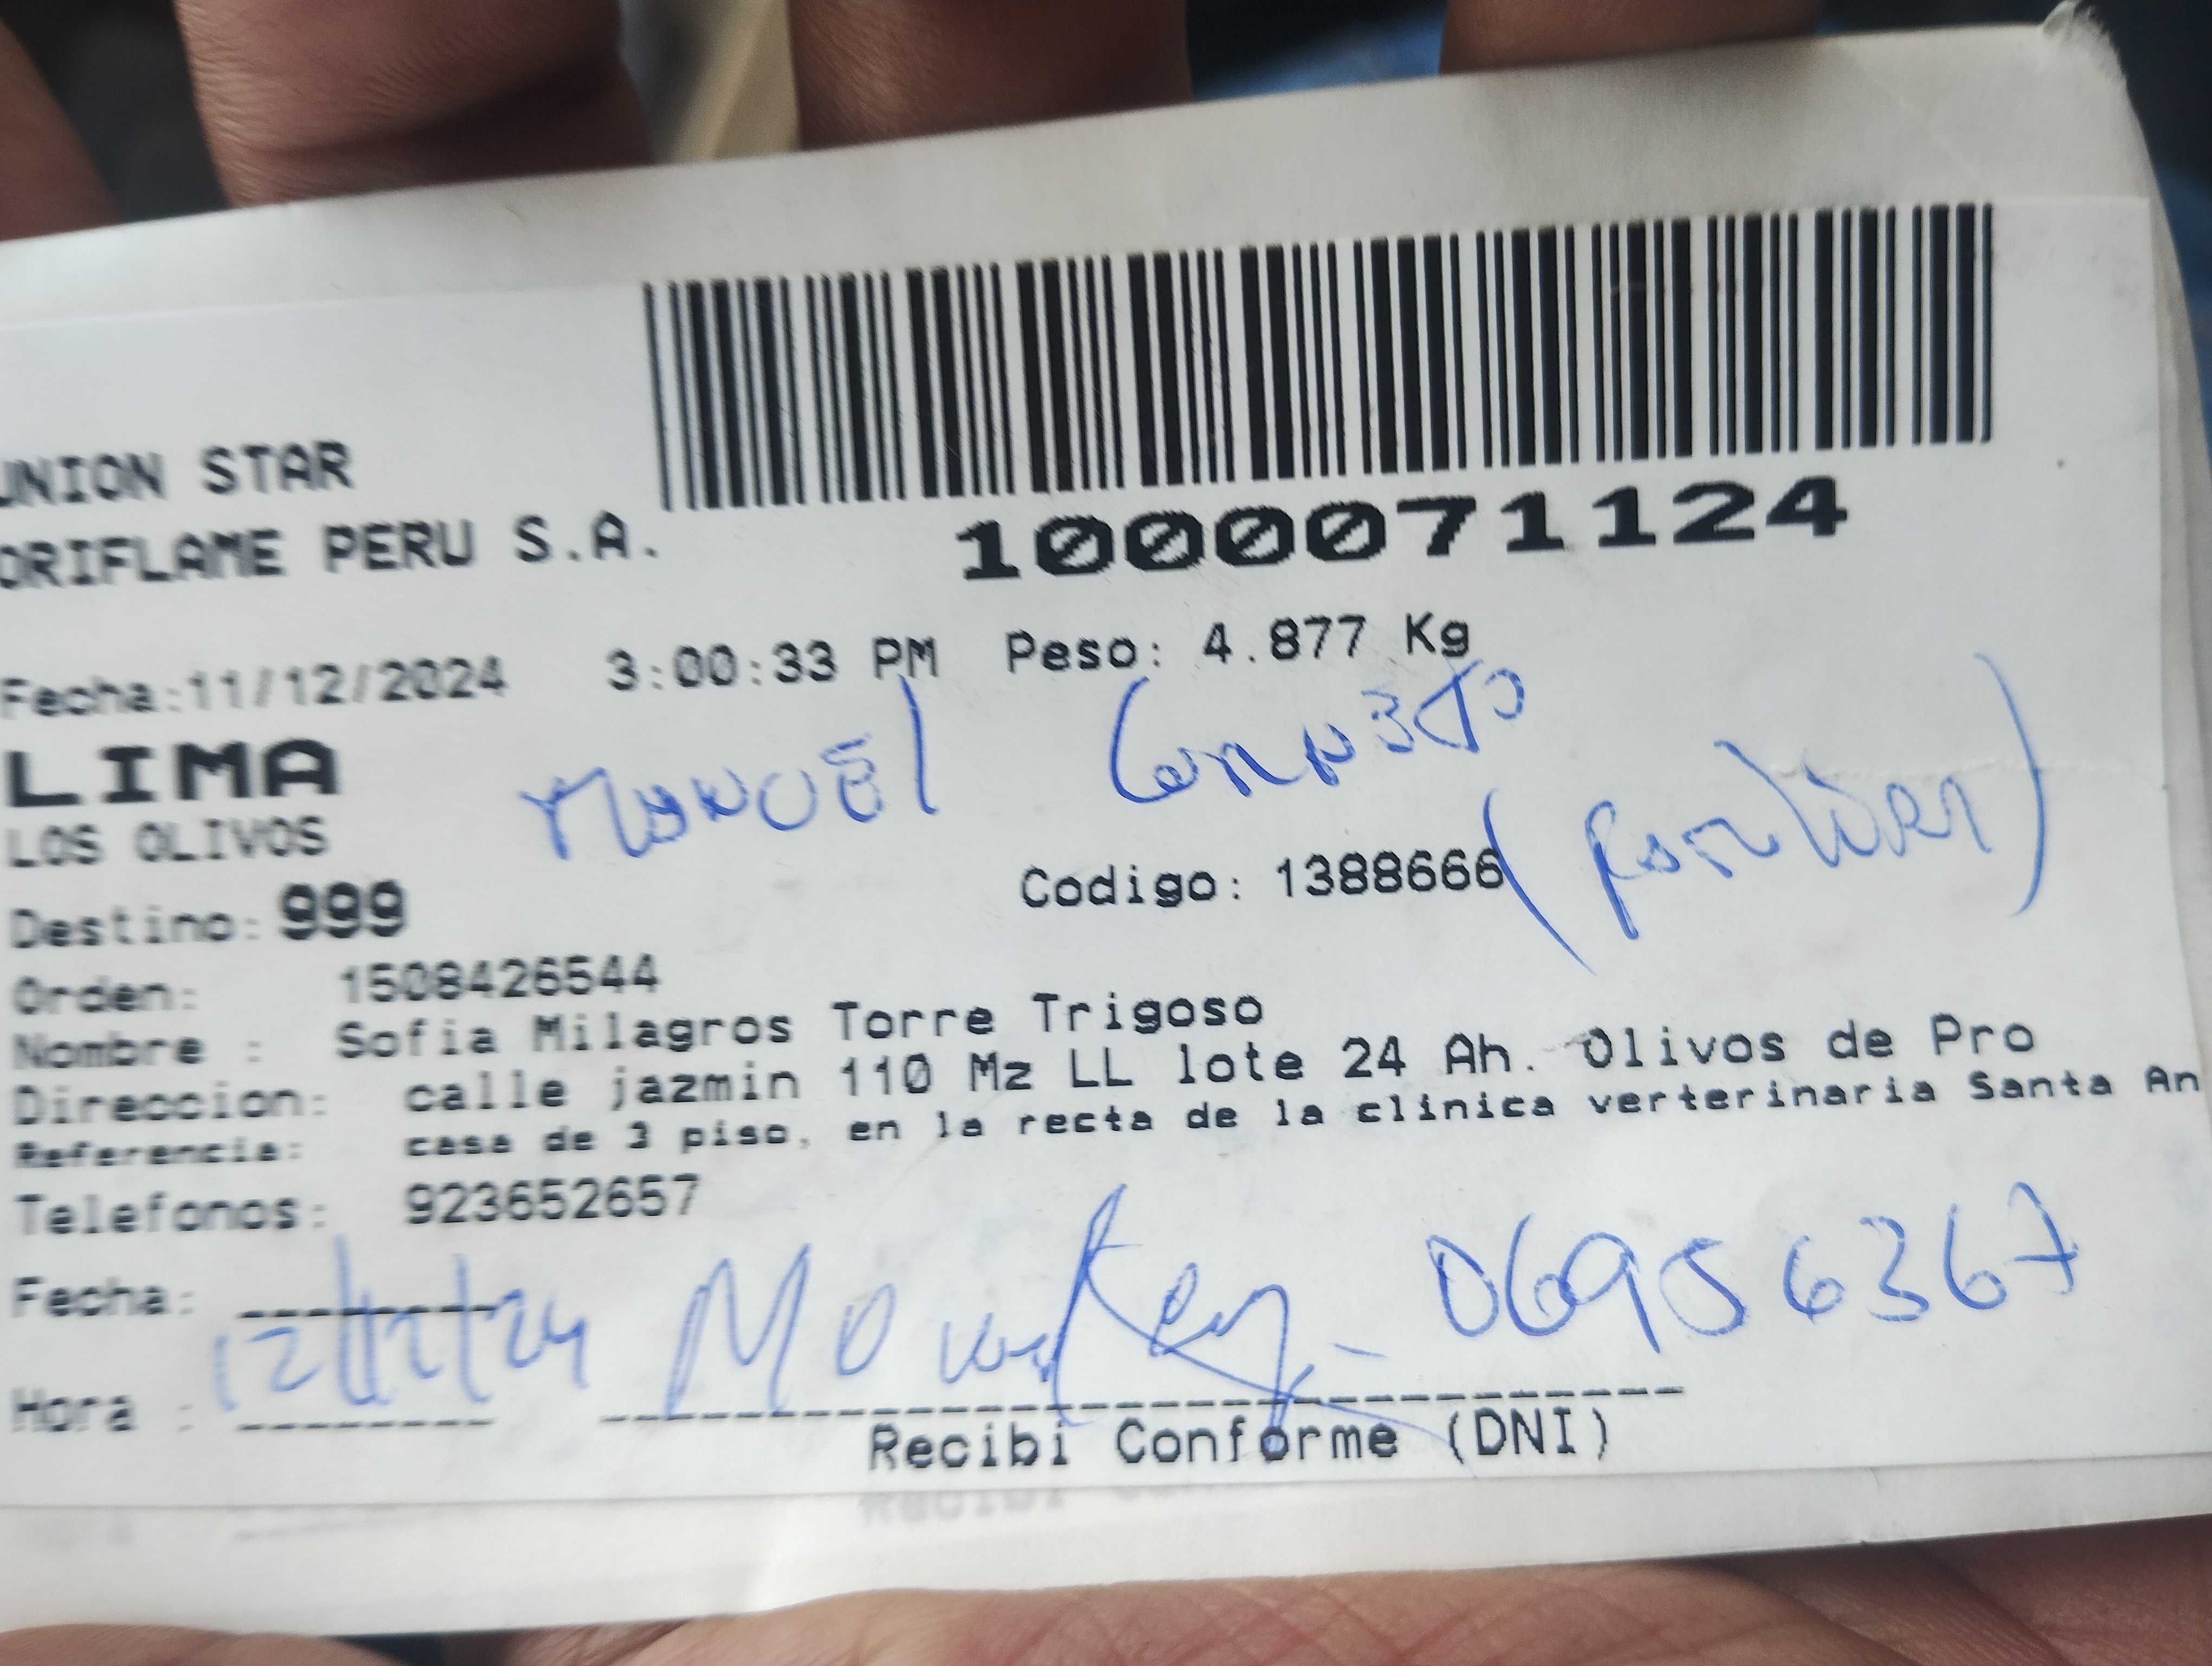 UNION STAR
ORIFLAME PERU S.A.
1000071124
Fecha:11/12/2024 3:00:33 PM Peso: 4.877 Kg
LIMA
Manuel
LOS OLIVOS
Destino: 999 Codigo: 1388666 (familiar)
Orden: 1508426544
Nombre : Sofia Milagros Torre Trigoso
Direccion: calle jazmin 110 Mz LL lote 24 Ah. Olivos de Pro
Referencia: casa de 3 piso, en la recta de la clinica verterinaria Santa An
Telefonos: 923652657
Fecha: 12/12/24
06956367
Hora :
Recibi Conforme (DNI)